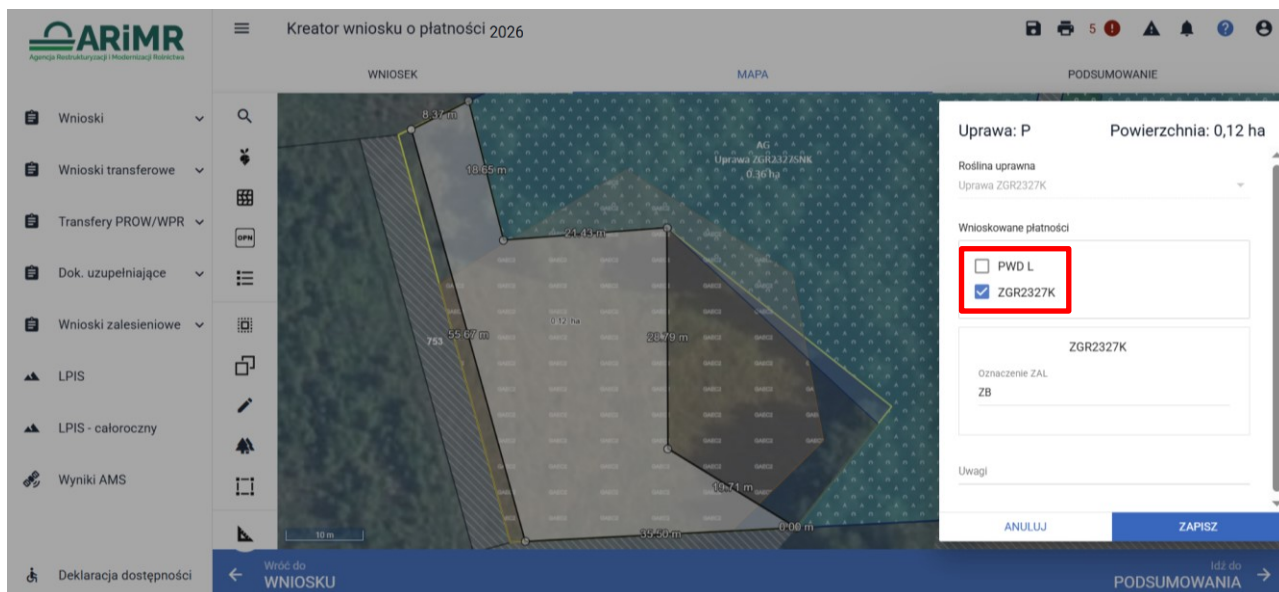 ARiMR
Agencja Restrukturyzacji i Modernizacji Rolnictwa
Kreator wniosku o płatności 2026
5
WNIOSEK
MAPA
PODSUMOWANIE
Wnioski
Wnioski transferowe
Transfery PROW/WPR
Dok. uzupełniające
Wnioski zalesieniowe
LPIS
LPIS - całoroczny
Wyniki AMS
Deklaracja dostępności
OPN
8.37 m
18.65 m
AG
Uprawa ZGR23227SNK
0.36 ha
21.43 m
0.12 ha
753
55.67 m
28.79 m
19.71 m
0.00 m
35.50 m
10 m
Uprawa: P
Powierzchnia: 0,12 ha
Roślina uprawna
Uprawa ZGR2327K
Wnioskowane płatności
PWD L
ZGR2327K
ZGR2327K
Oznaczenie ZAL
ZB
Uwagi
ANULUJ
ZAPISZ
Wróć do
WNIOSKU
Idź do
PODSUMOWANIA